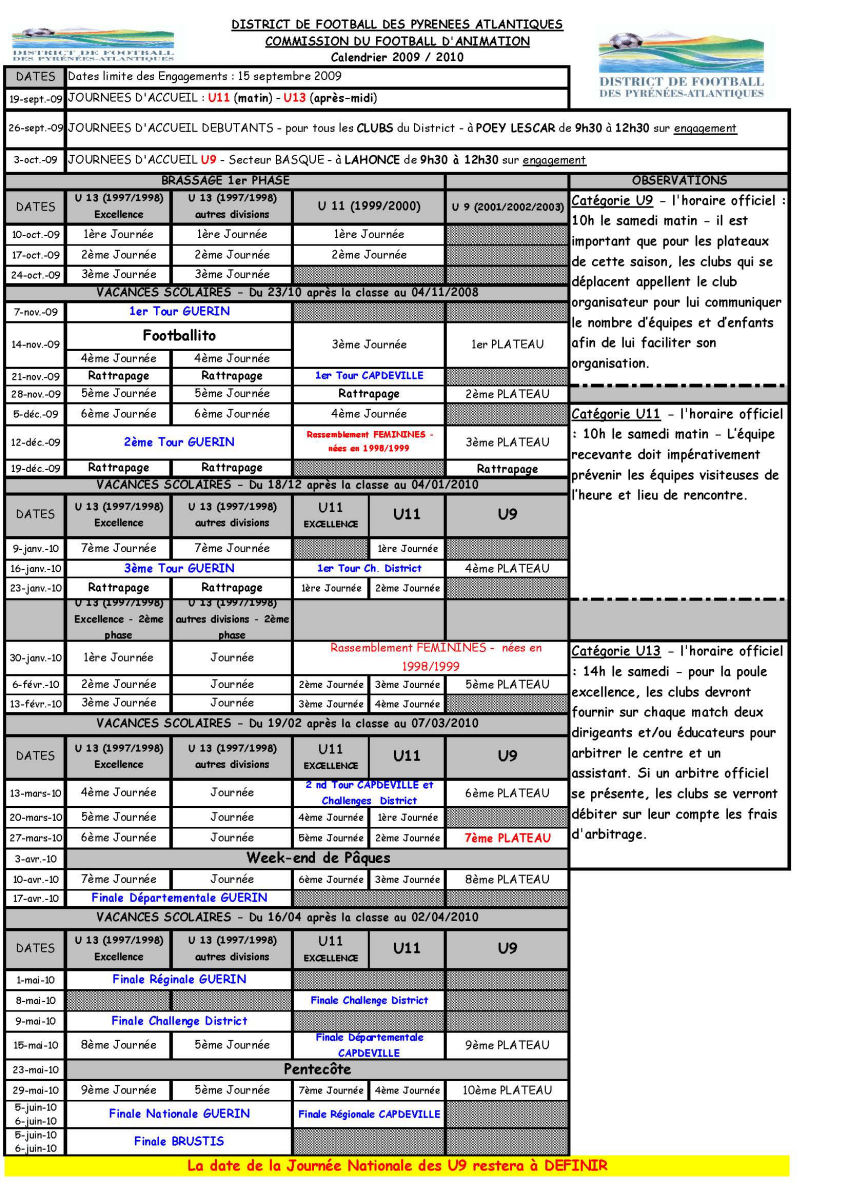 DISTRICT DE FOOTBALL DES PYRENEES ATLANTIQUES
COMMISSION DU FOOTBALL D'ANIMATION
Calendrier 2009 / 2010
DISTRICT DE FOOTBALL
DES PYRÉNÉES-ATLANTIQUES
DISTRICT DE FOOTBALL
DES PYRÉNÉES-ATLANTIQUES
DATES Dates limite des Engagements : 15 septembre 2009
19-sept.-09 JOURNEES D'ACCUEIL : U11 (matin) - U13 (après-midi)
26-sept.-09 JOURNEES D'ACCUEIL DEBUTANTS - pour tous les CLUBS du District - à POEY LESCAR de 9h30 à 12h30 sur engagement
3-oct.-09 JOURNEES D'ACCUEIL U9 - Secteur BASQUE - à LAHONCE de 9h30 à 12h30 sur engagement
BRASSAGE 1er PHASE
DATES U 13 (1997/1998) Excellence U 13 (1997/1998) autres divisions U 11 (1999/2000) U 9 (2001/2002/2003)
10-oct.-09 1ère Journée 1ère Journée 1ère Journée
17-oct.-09 2ème Journée 2ème Journée 2ème Journée
24-oct.-09 3ème Journée 3ème Journée
VACANCES SCOLAIRES - Du 23/10 après la classe au 04/11/2008
7-nov.-09 1er Tour GUERIN
14-nov.-09 Footballito 3ème Journée 1er PLATEAU
4ème Journée 4ème Journée
21-nov.-09 Rattrapage Rattrapage 1er Tour CAPDEVILLE
28-nov.-09 5ème Journée 5ème Journée Rattrapage 2ème PLATEAU
5-déc.-09 6ème Journée 6ème Journée 4ème Journée
12-déc.-09 2ème Tour GUERIN Rassemblement FEMININES - nées en 1998/1999 3ème PLATEAU
19-déc.-09 Rattrapage Rattrapage Rattrapage
VACANCES SCOLAIRES - Du 18/12 après la classe au 04/01/2010
DATES U 13 (1997/1998) Excellence U 13 (1997/1998) autres divisions U11 EXCELLENCE U11 U9
9-janv.-10 7ème Journée 7ème Journée 1ère Journée
16-janv.-10 3ème Tour GUERIN 1er Tour Ch. District 4ème PLATEAU
23-janv.-10 Rattrapage Rattrapage 1ère Journée 2ème Journée
U 13 (1997/1998) Excellence - 2ème phase U 13 (1997/1998) autres divisions - 2ème phase
30-janv.-10 1ère Journée Journée Rassemblement FEMININES - nées en 1998/1999
6-févr.-10 2ème Journée Journée 2ème Journée 3ème Journée 5ème PLATEAU
13-févr.-10 3ème Journée Journée 3ème Journée 4ème Journée
VACANCES SCOLAIRES - Du 19/02 après la classe au 07/03/2010
DATES U 13 (1997/1998) Excellence U 13 (1997/1998) autres divisions U11 EXCELLENCE U11 U9
13-mars-10 4ème Journée Journée 2 nd Tour CAPDEVILLE et Challenges District 6ème PLATEAU
20-mars-10 5ème Journée Journée 4ème Journée 1ère Journée
27-mars-10 6ème Journée Journée 5ème Journée 2ème Journée 7ème PLATEAU
3-avr.-10 Week-end de Pâques
10-avr.-10 7ème Journée Journée 6ème Journée 3ème Journée 8ème PLATEAU
17-avr.-10 Finale Départementale GUERIN
VACANCES SCOLAIRES - Du 16/04 après la classe au 02/04/2010
DATES U 13 (1997/1998) Excellence U 13 (1997/1998) autres divisions U11 EXCELLENCE U11 U9
1-mai-10 Finale Réginale GUERIN
8-mai-10 Finale Challenge District
9-mai-10 Finale Challenge District
15-mai-10 8ème Journée 5ème Journée Finale Départementale CAPDEVILLE 9ème PLATEAU
23-mai-10 Pentecôte
29-mai-10 9ème Journée 5ème Journée 7ème Journée 4ème Journée 10ème PLATEAU
5-juin-10 6-juin-10 Finale Nationale GUERIN Finale Régionale CAPDEVILLE
5-juin-10 6-juin-10 Finale BRUSTIS
OBSERVATIONS
Catégorie U9 - l'horaire officiel :
10h le samedi matin - il est
important que pour les plateaux
de cette saison, les clubs qui se
déplacent appellent le club
organisateur pour lui communiquer
le nombre d'équipes et d'enfants
afin de lui faciliter son
organisation.
Catégorie U11 - l'horaire officiel
: 10h le samedi matin - L'équipe
recevante doit impérativement
prévenir les équipes visiteuses de
l'heure et lieu de rencontre.
Catégorie U13 - l'horaire officiel
: 14h le samedi - pour la poule
excellence, les clubs devront
fournir sur chaque match deux
dirigeants et/ou éducateurs pour
arbitrer le centre et un
assistant. Si un arbitre officiel
se présente, les clubs se verront
débiter sur leur compte les frais
d'arbitrage.
La date de la Journée Nationale des U9 restera à DEFINIR